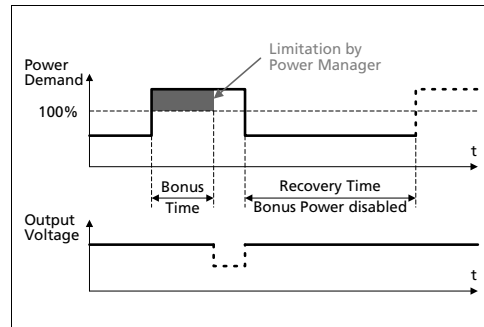 Limitation by
Power Manager
Power
Demand
100%
t
Bonus
Time
Recovery Time
Bonus Power disabled
Output
Voltage
t